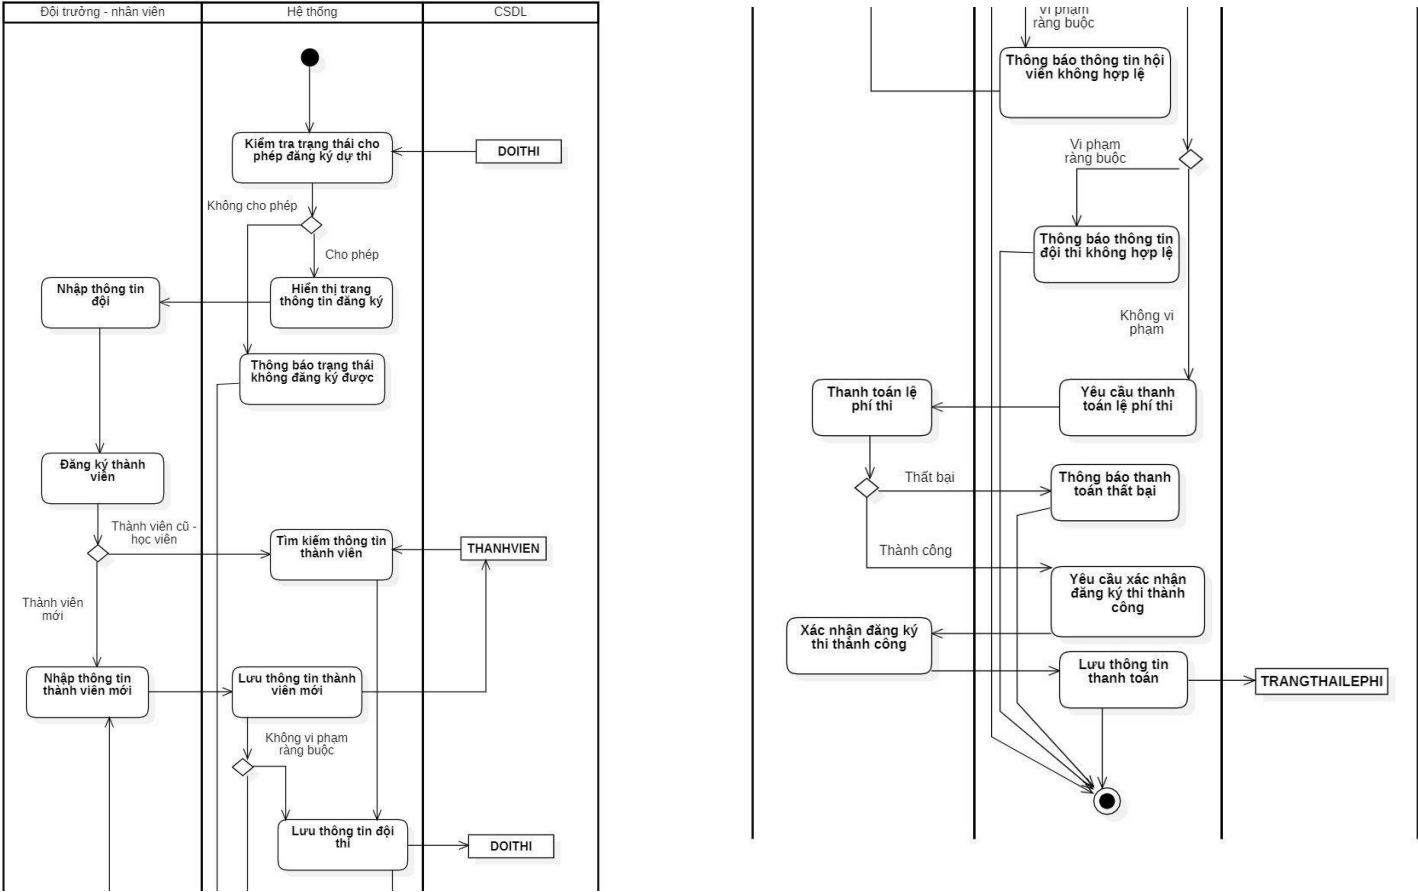 Đội trưởng - nhân viên
Hệ thống
CSDL
Kiểm tra trạng thái cho
phép đăng ký dự thi
DOITHI
Không cho phép
Cho phép
Nhập thông tin
đội
Hiển thị trang
thông tin đăng ký
Thông báo trạng thái
không đăng ký được
Đăng ký thành
viên
Thành viên cũ -
học viên
Tìm kiếm thông tin
thành viên
THANHVIEN
Thành viên
mới
Nhập thông tin
thành viên mới
Lưu thông tin thành
viên mới
Không vi phạm
ràng buộc
Lưu thông tin đội
thi
DOITHI
Vi phạm
ràng buộc
Thông báo thông tin hội
viên không hợp lệ
Vi phạm
ràng buộc
Thông báo thông tin
đội thi không hợp lệ
Không vi
phạm
Thanh toán lệ
phí thi
Yêu cầu thanh
toán lệ phí thi
Thất bại
Thông báo thanh
toán thất bại
Thành công
Yêu cầu xác nhận
đăng ký thi thành
công
Xác nhận đăng ký
thi thành công
Lưu thông tin
thanh toán
TRANGTHAILEPHI